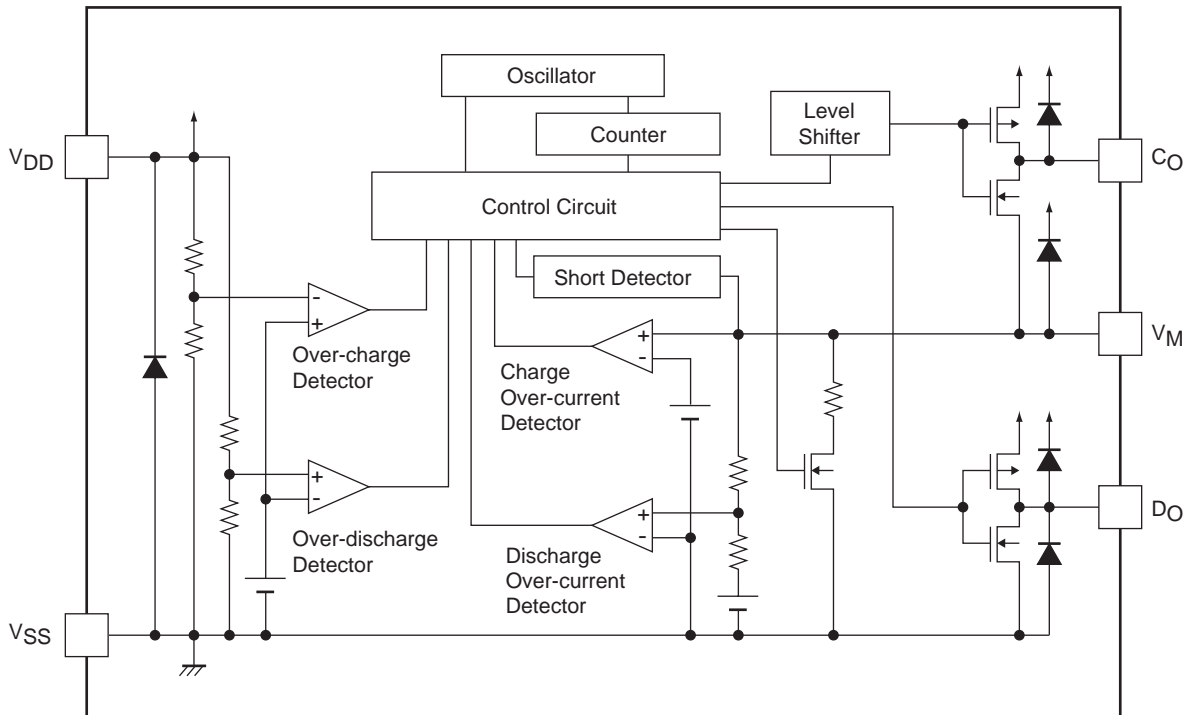 Oscillator
Counter
Level
Shifter
VDD
CO
Control Circuit
Short Detector
-
+
Over-charge
Detector
+
-
Charge
Over-current
Detector
VM
+
-
Over-discharge
Detector
+
-
Discharge
Over-current
Detector
DO
VSS